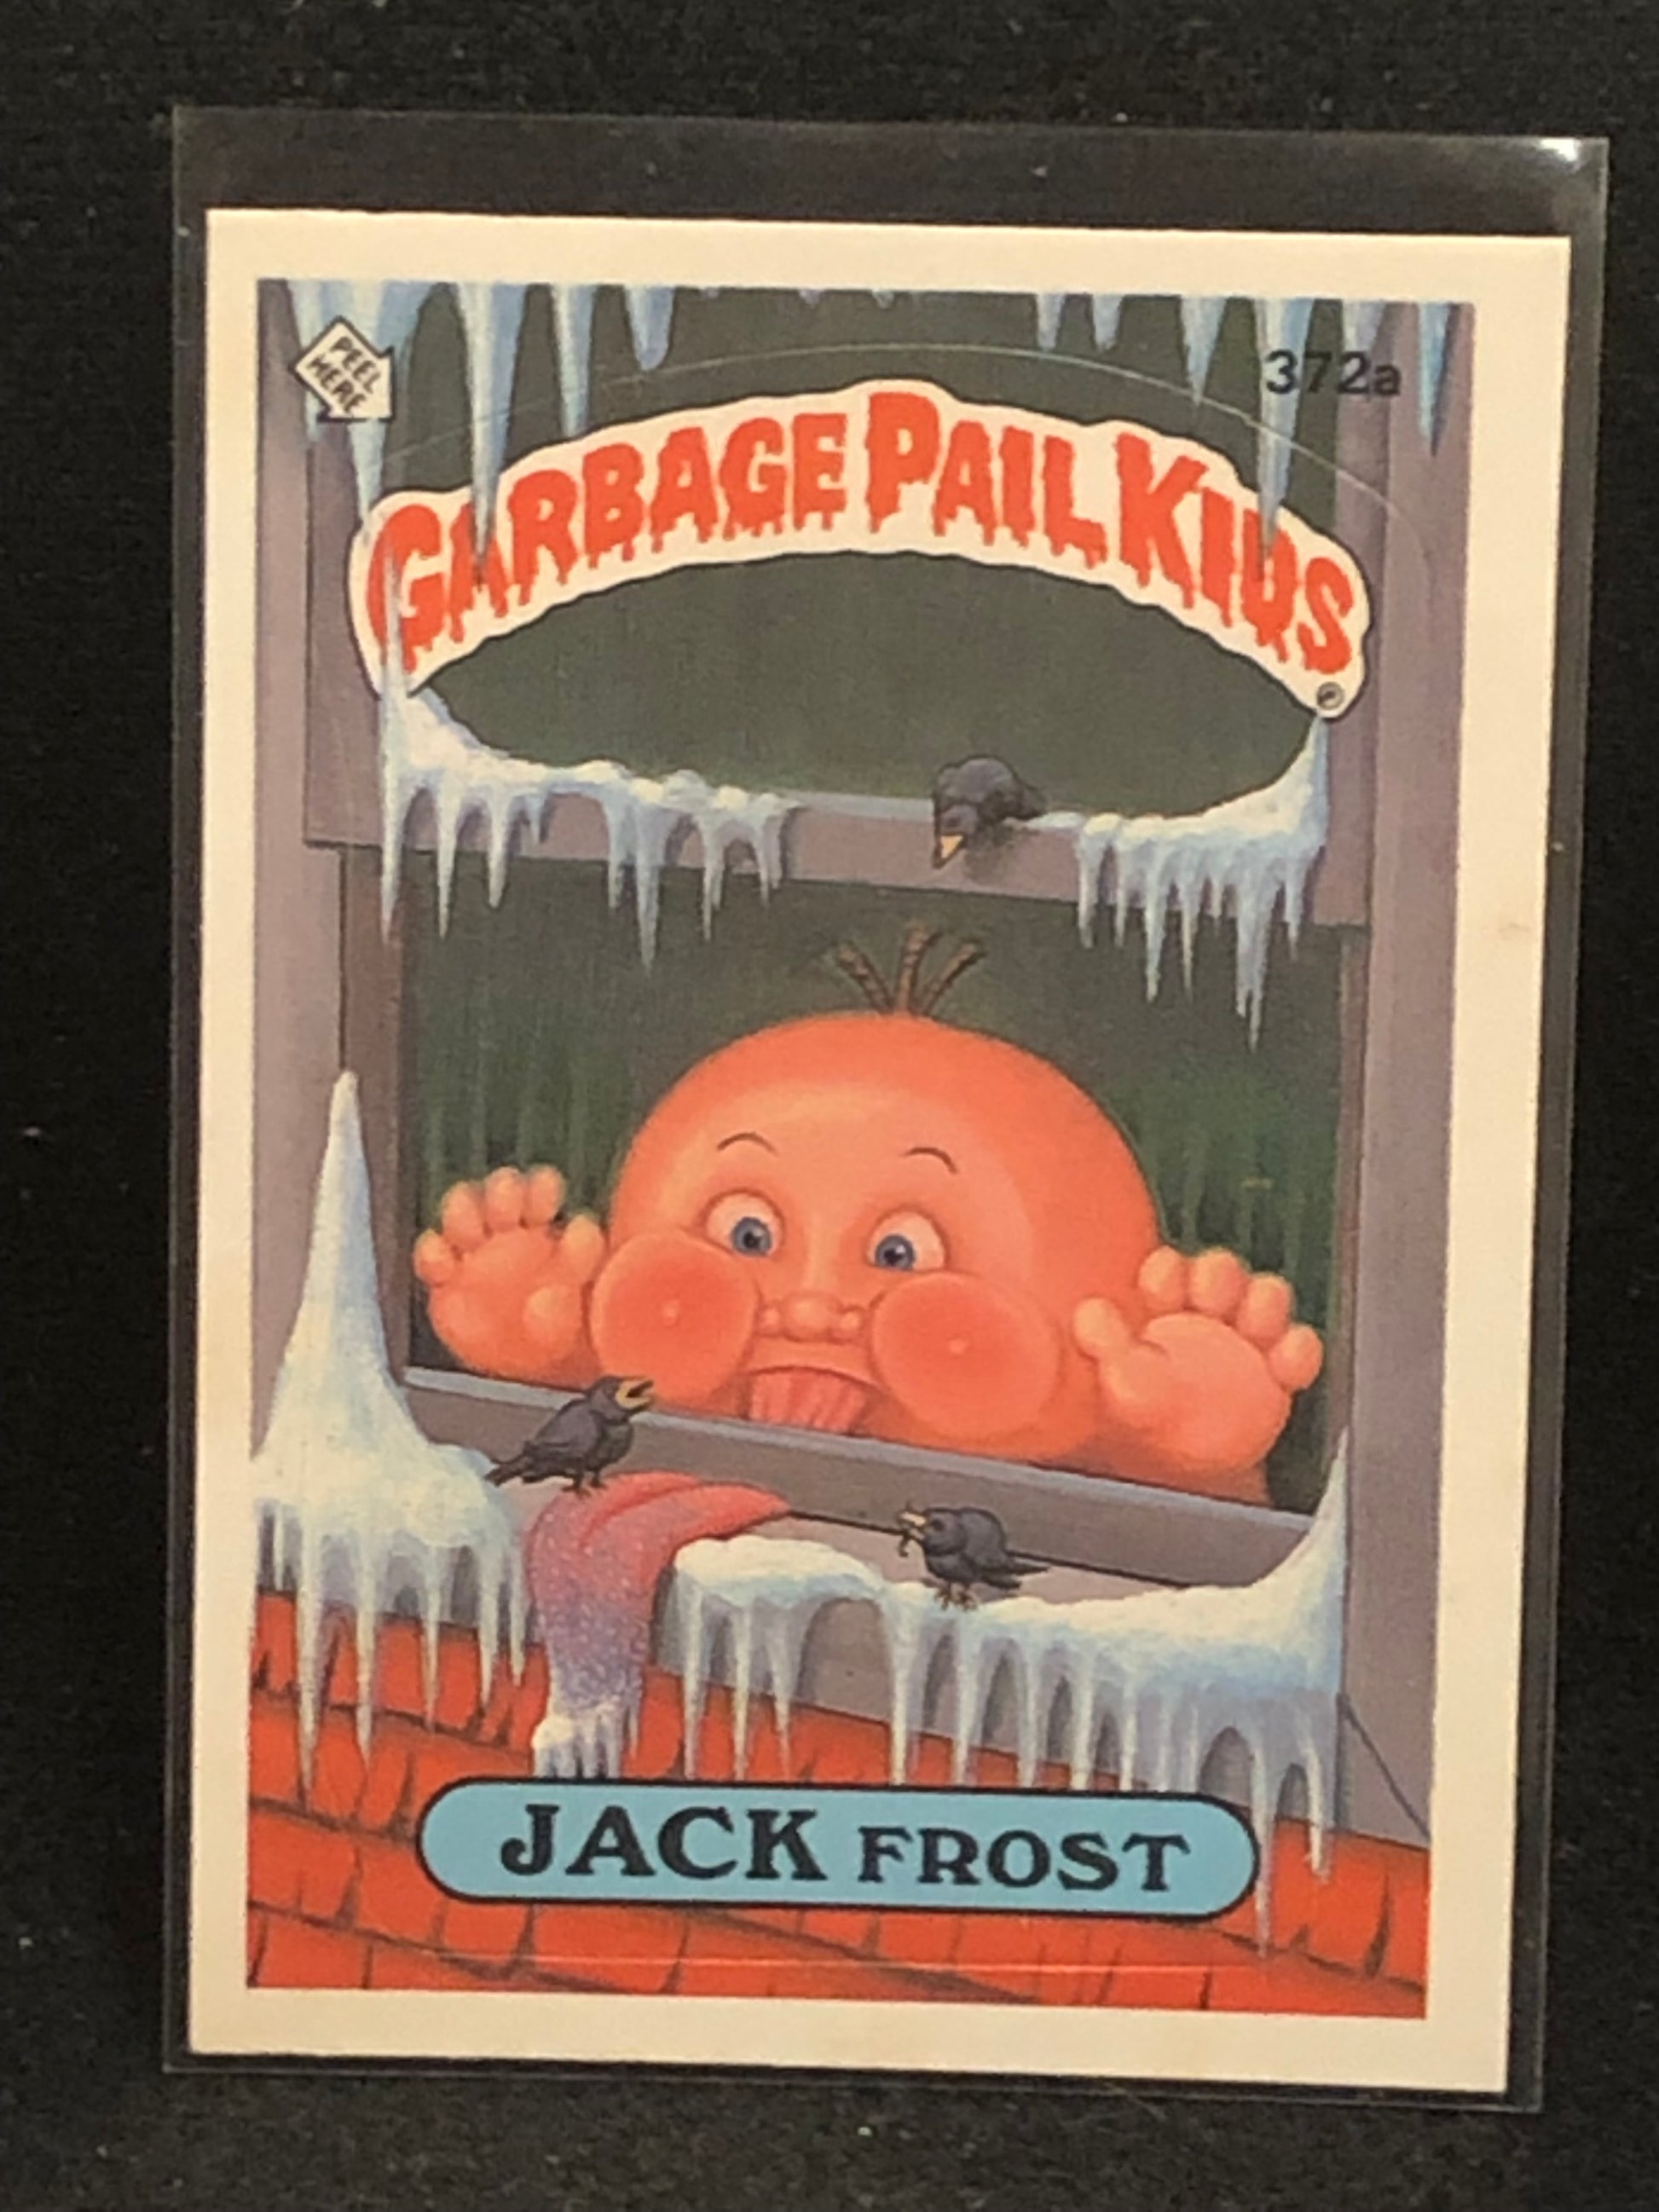 PEEL
HERE
372a
GARBAGE PAIL KIDS
®
JACK FROST